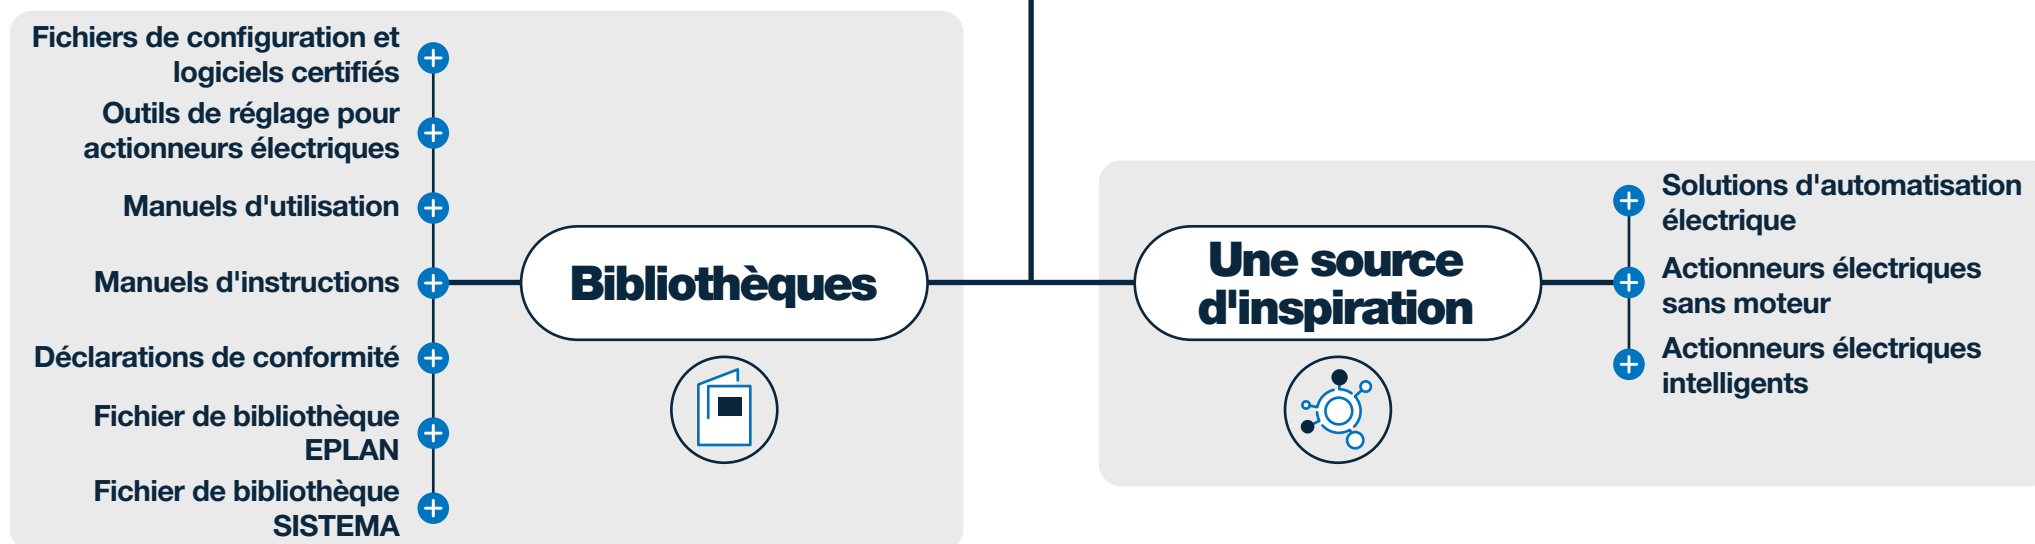 Fichiers de configuration et
logiciels certifiés
Outils de réglage pour
actionneurs électriques
Manuels d'utilisation
Manuels d'instructions
Déclarations de conformité
Fichier de bibliothèque
EPLAN
Fichier de bibliothèque
SISTEMA
Bibliothèques
Une source
d'inspiration
Solutions d'automatisation
électrique
Actionneurs électriques
sans moteur
Actionneurs électriques
intelligents